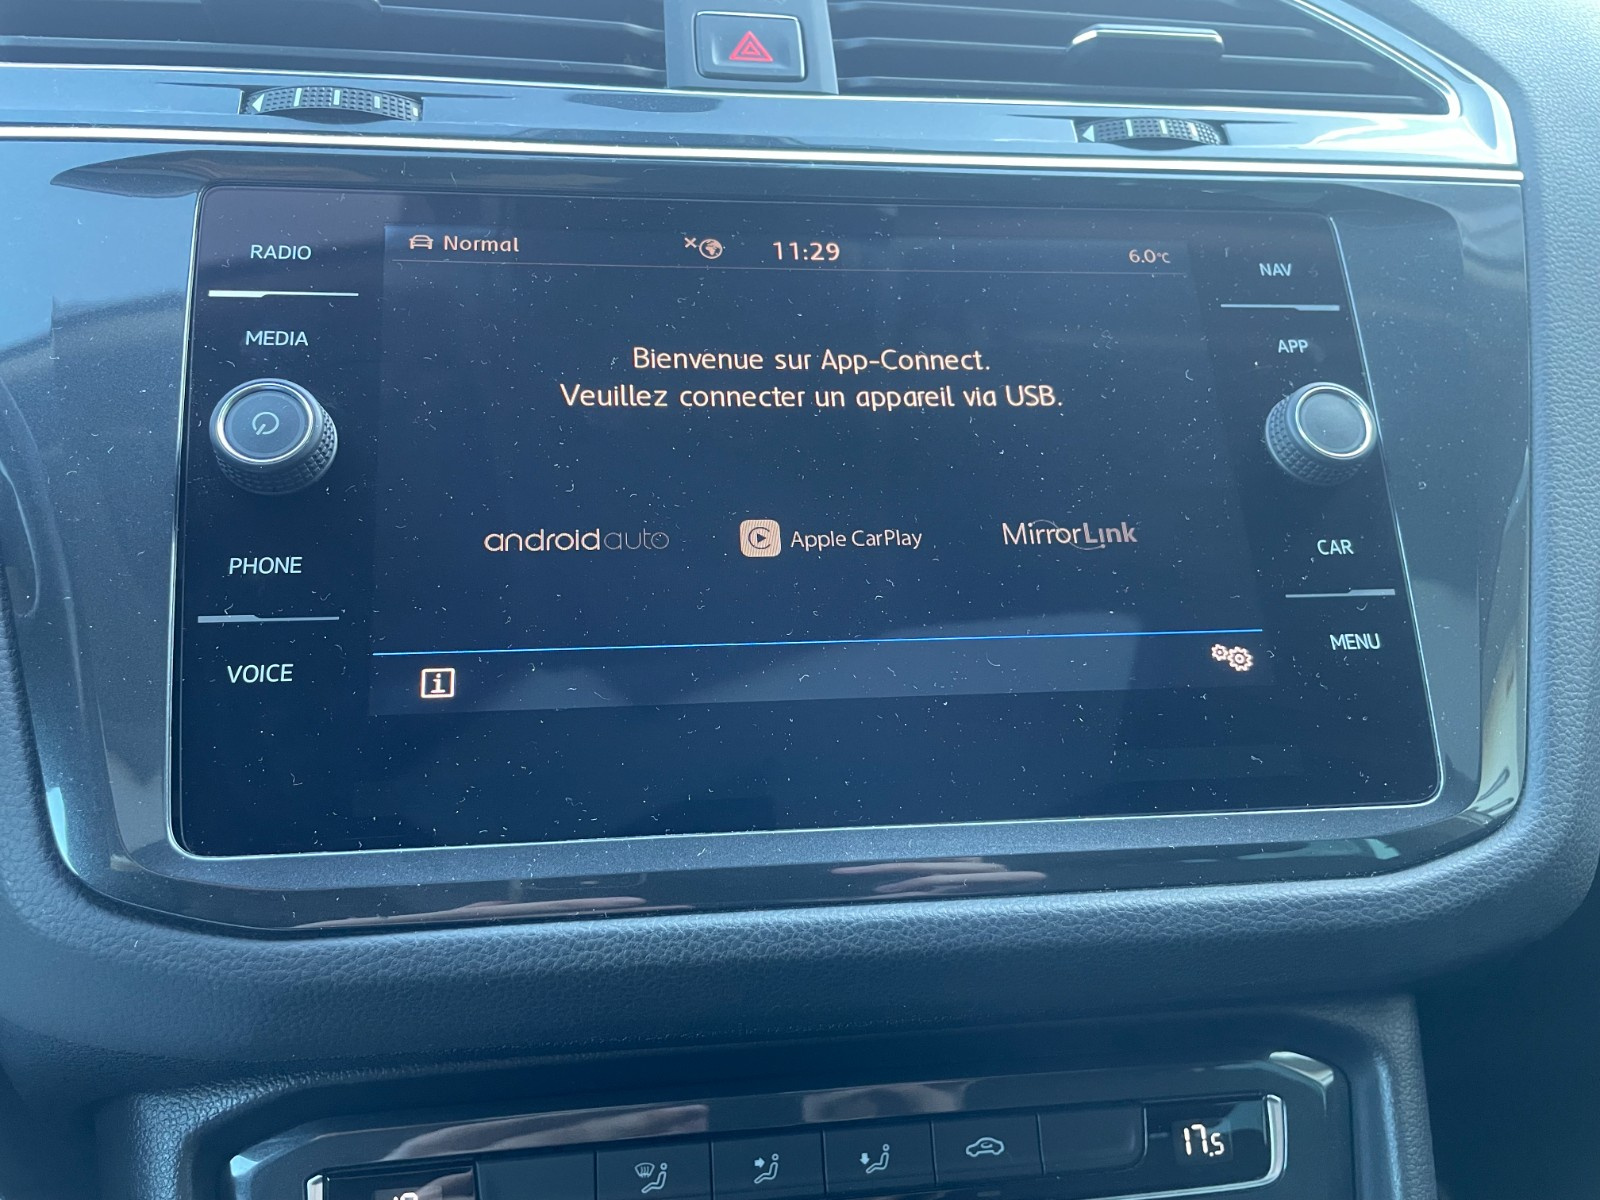 RADIO
MEDIA
PHONE
VOICE
Normal
11:29
6.0°C
Bienvenue sur App-Connect.
Veuillez connecter un appareil via USB.
androidauto
Apple CarPlay
MirrorLink
i
NAV
APP
CAR
MENU
17.5